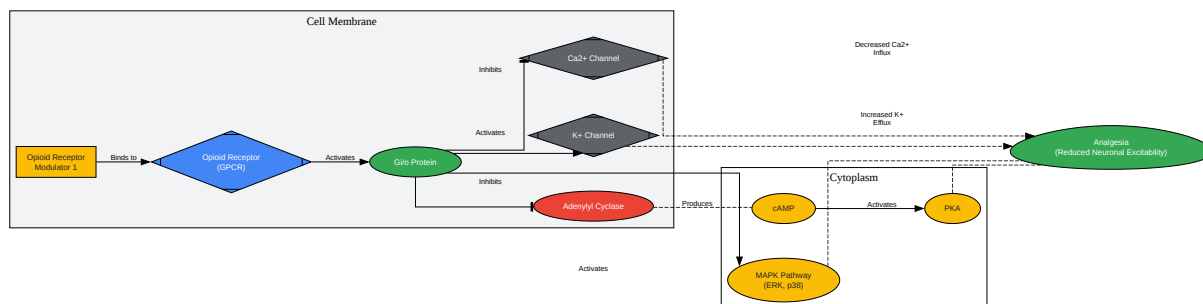 Cell Membrane
Ca2+ Channel
Decreased Ca2+
Influx
Inhibits
Increased K+
Efflux
Activates
K+ Channel
Opioid Receptor
Modulator 1
Binds to
Opioid Receptor
(GPCR)
Activates
Gi/o Protein
Analgesia
(Reduced Neuronal Excitability)
Inhibits
Cytoplasm
Adenylyl Cyclase
Produces
cAMP
Activates
PKA
Activates
MAPK Pathway
(ERK, p38)